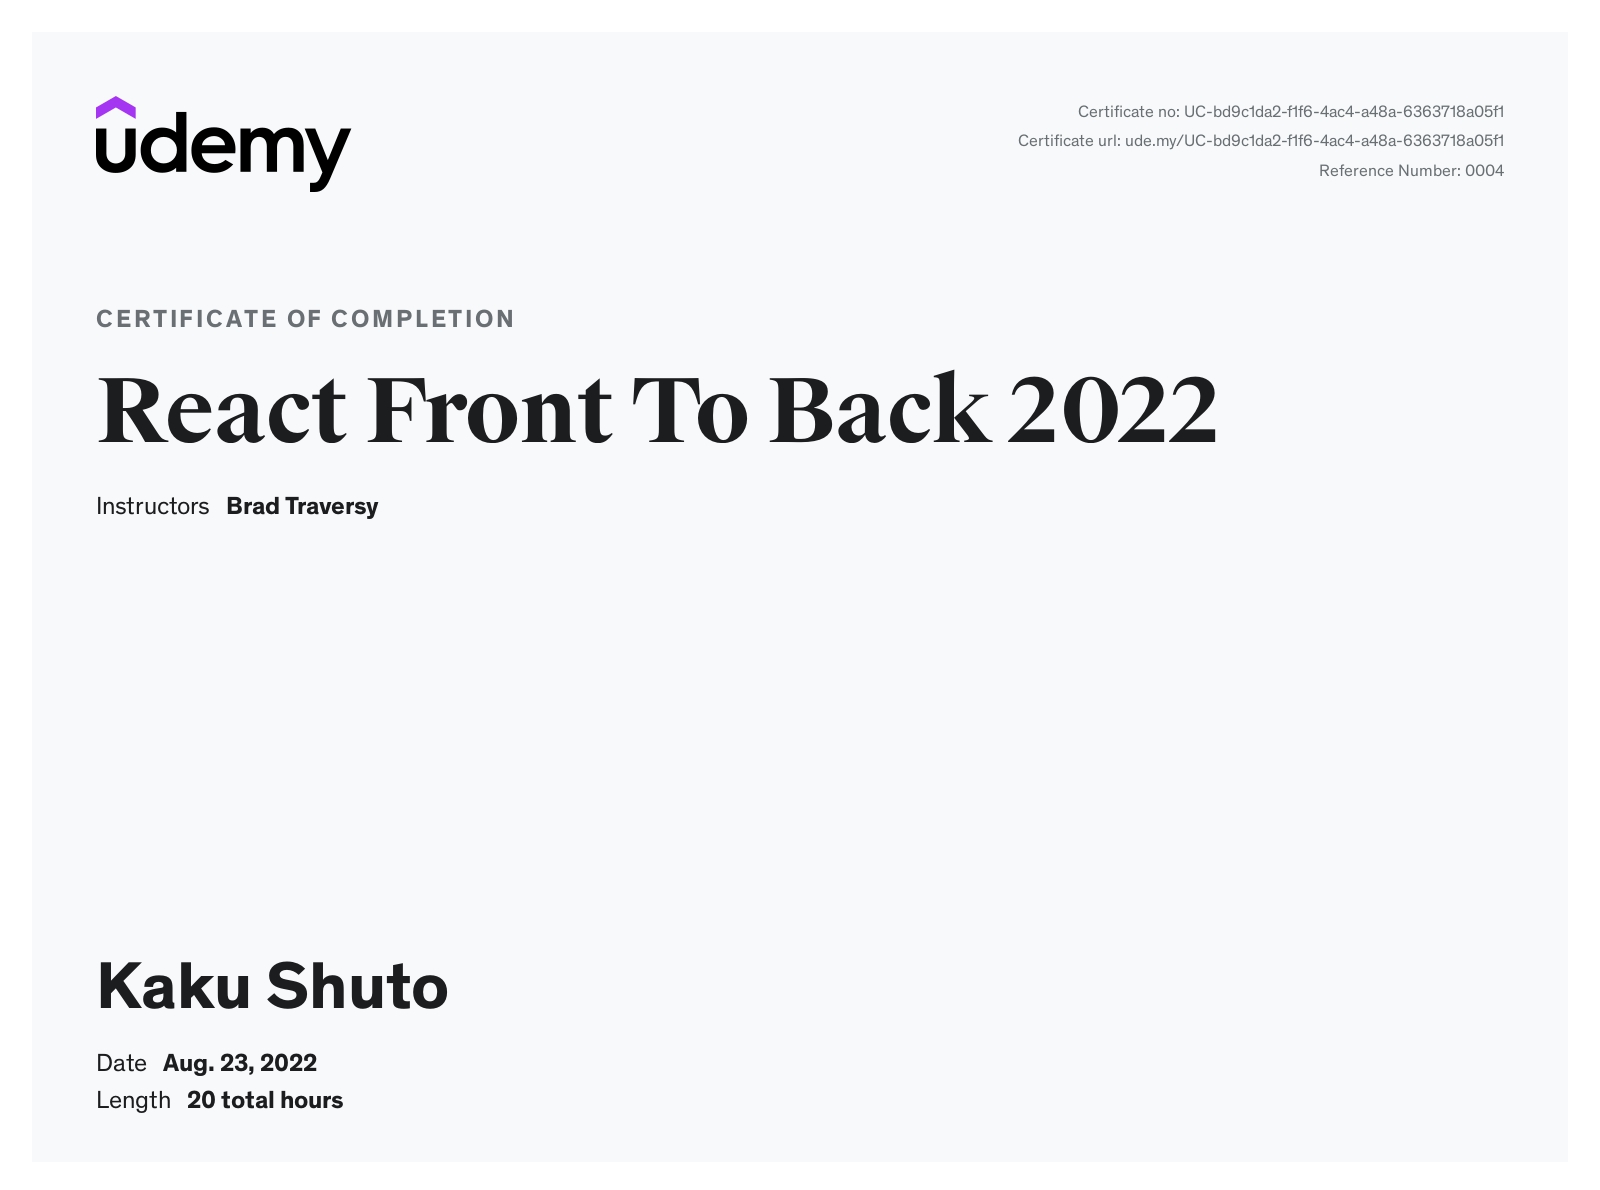 udemy
Certificate no: UC-bd9c1da2-f1f6-4ac4-a48a-6363718a05f1
Certificate url: ude.my/UC-bd9c1da2-f1f6-4ac4-a48a-6363718a05f1
Reference Number: 0004
CERTIFICATE OF COMPLETION
React Front To Back 2022
Instructors Brad Traversy
Kaku Shuto
Date Aug. 23, 2022
Length 20 total hours